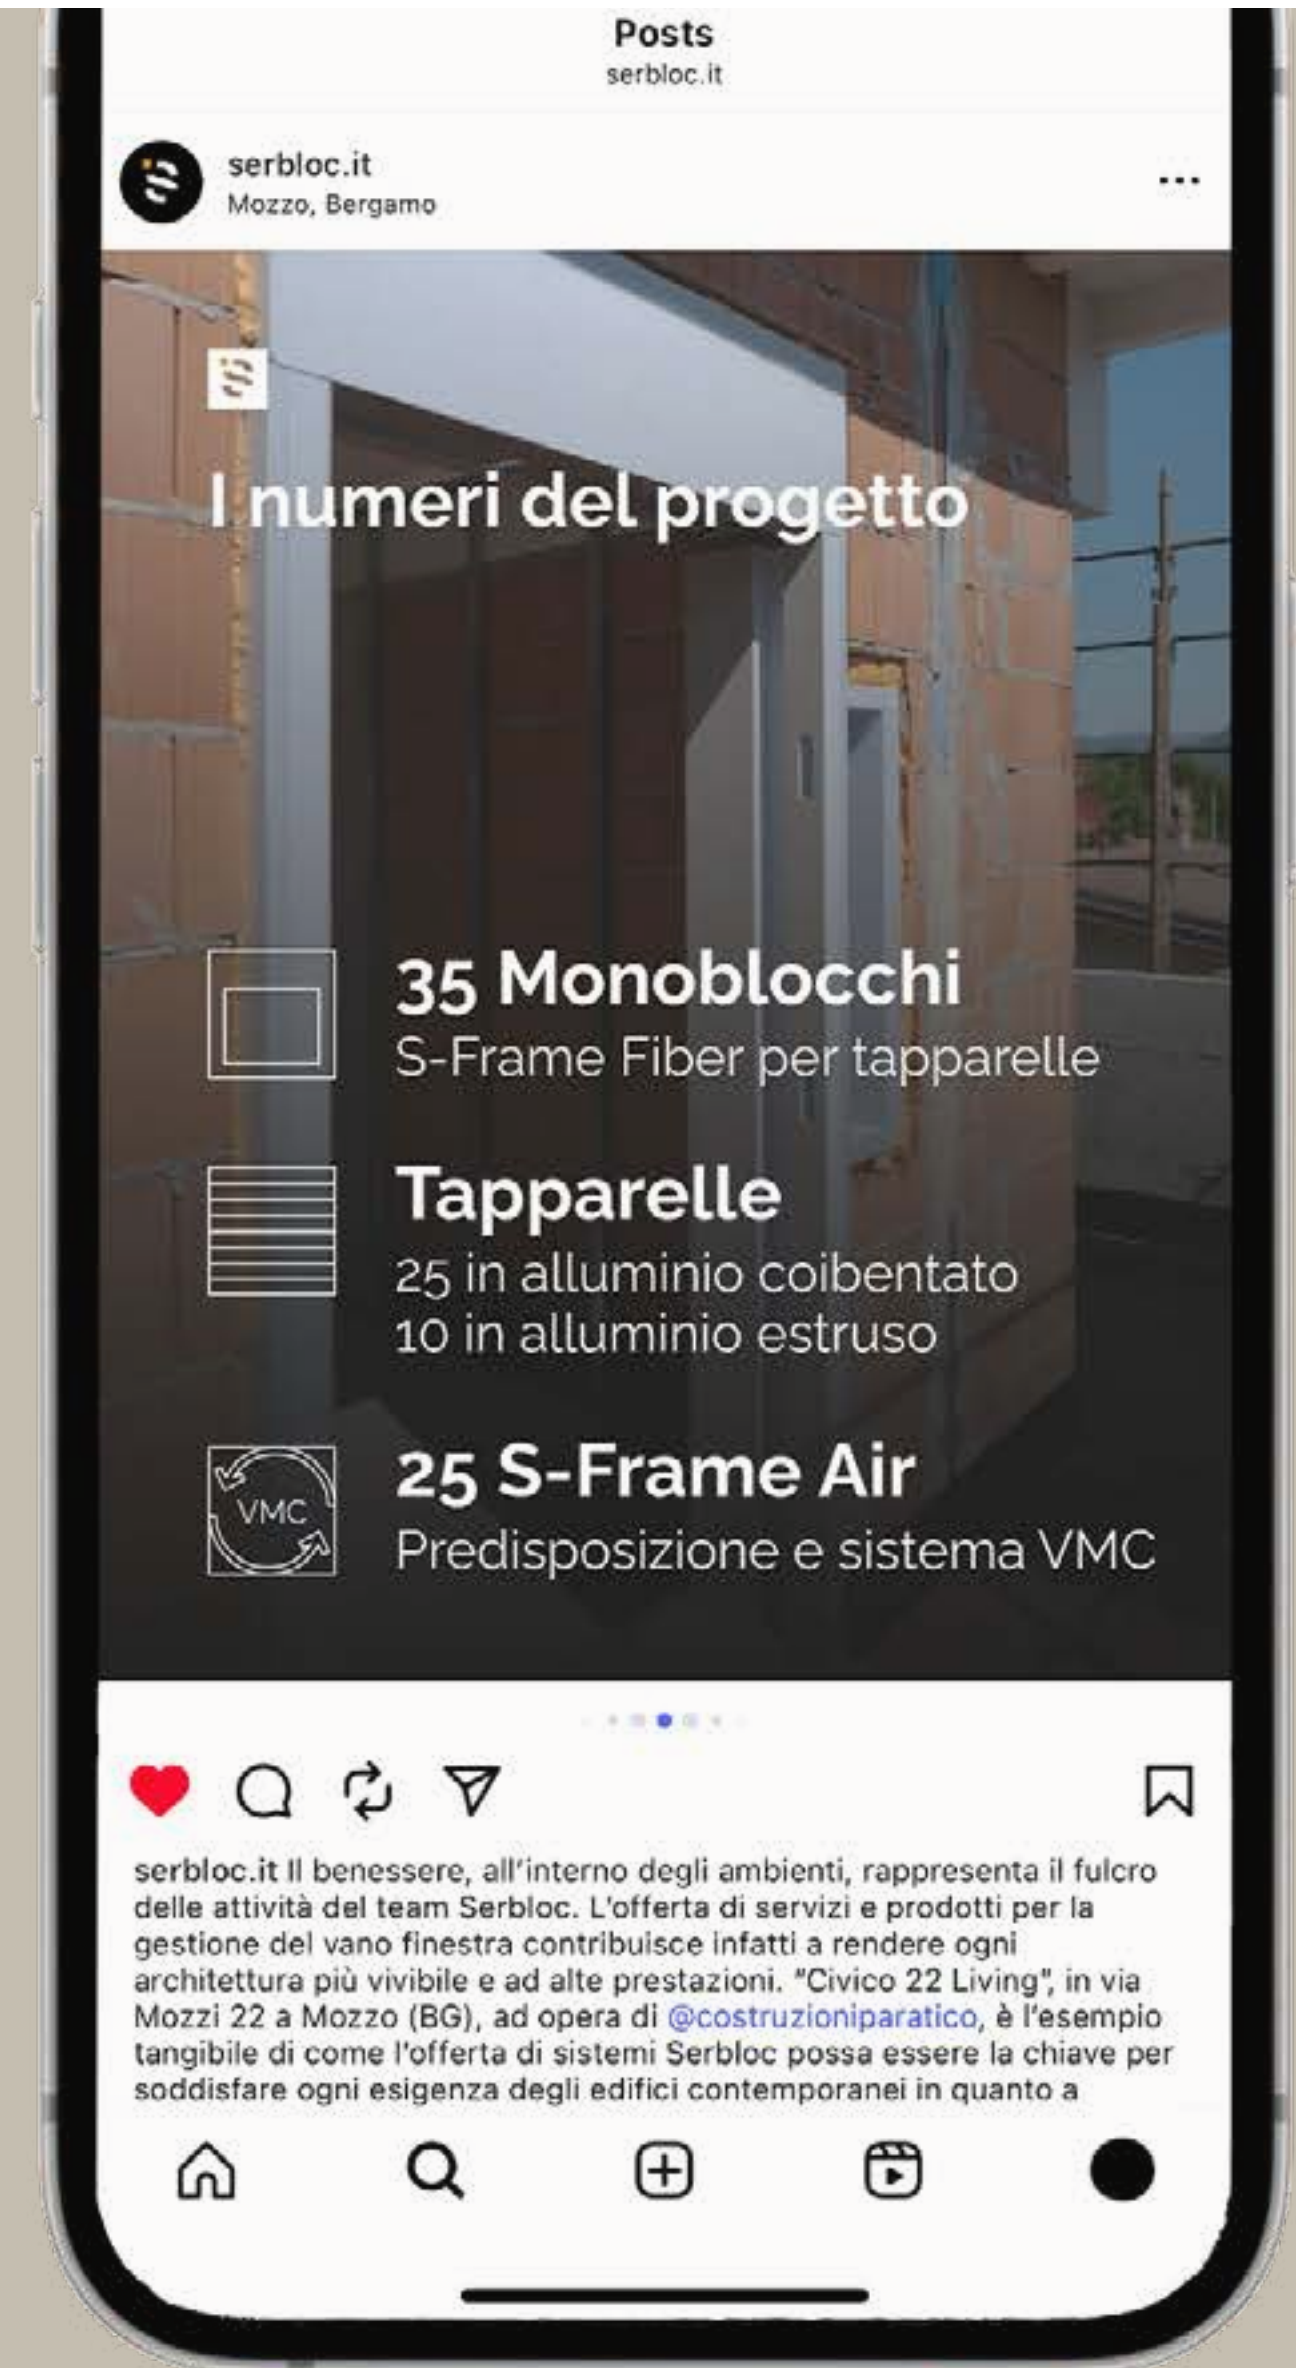 Posts
serbloc.it
serbloc.it
Mozzo, Bergamo
I numeri del progetto
35 Monoblocchi
S-Frame Fiber per tapparelle
Tapparelle
25 in alluminio coibentato
10 in alluminio estruso
VMC
25 S-Frame Air
Predisposizione e sistema VMC
serbloc.it Il benessere, all'interno degli ambienti, rappresenta il fulcro
delle attività del team Serbloc. L'offerta di servizi e prodotti per la
gestione del vano finestra contribuisce infatti a rendere ogni
architettura più vivibile e ad alte prestazioni. "Civico 22 Living", in via
Mozzi 22 a Mozzo (BG), ad opera di @costruzioniparatico, è l'esempio
tangibile di come l'offerta di sistemi Serbloc possa essere la chiave per
soddisfare ogni esigenza degli edifici contemporanei in quanto a